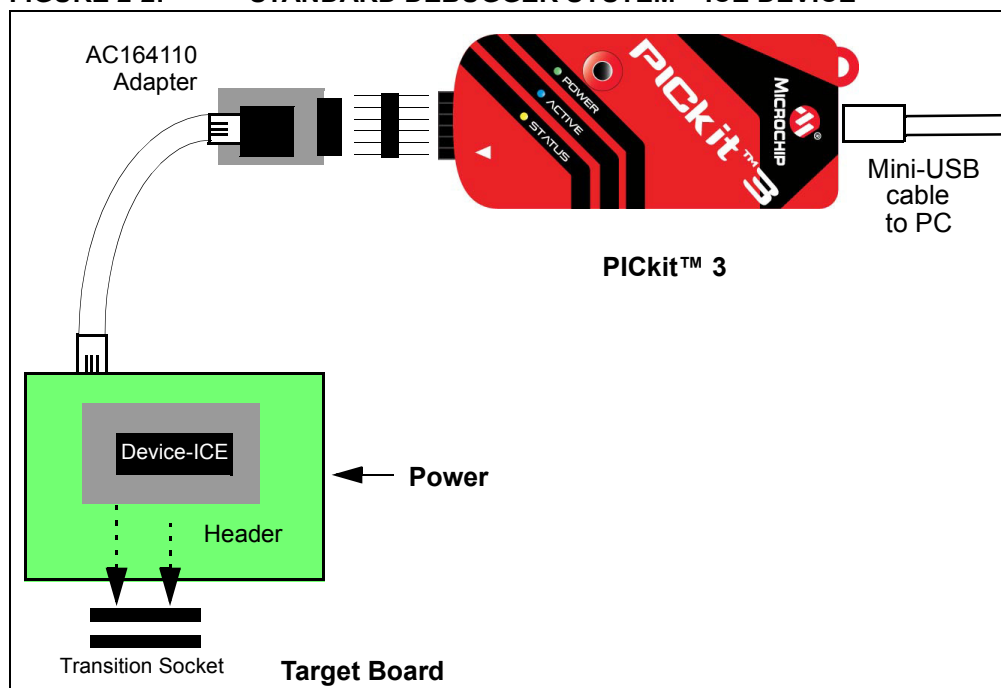 AC164110
Adapter
POWER
ACTIVE
STATUS
PICkit™ 3
MICROCHIP
®
Mini-USB
cable
to PC
PICkit™ 3
Device-ICE
Power
Header
Transition Socket
Target Board